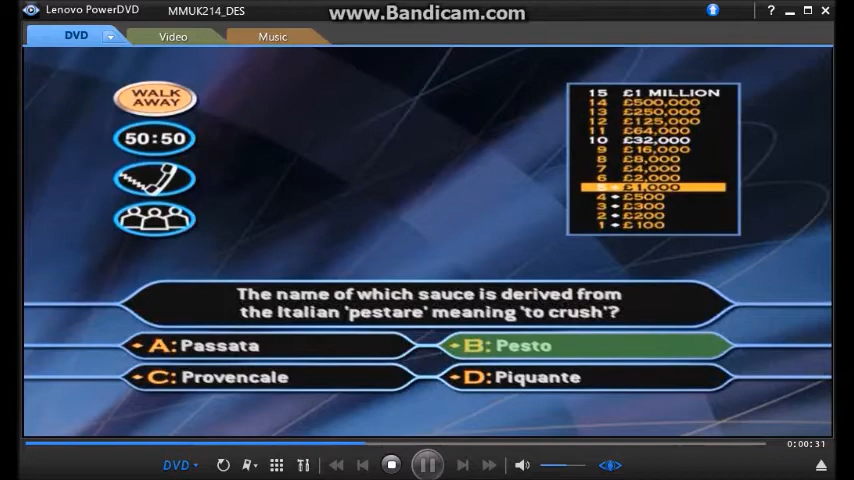 Lenovo PowerDVD
MMUK214_DES
www.Bandicam.com
?
DVD
Video
Music
WALK
AWAY
50:50
15 £1 MILLION
14 £500,000
13 £250,000
12 £125,000
11 £64,000
10 £32,000
9 £16,000
8 £8,000
7 £4,000
6 £2,000
5 £1,000
4 £500
3 £300
2 £200
1 £100
The name of which sauce is derived from
the Italian 'pestare' meaning 'to crush'?
A: Passata
B: Pesto
C: Provencale
D: Piquante
0:00:31
DVD